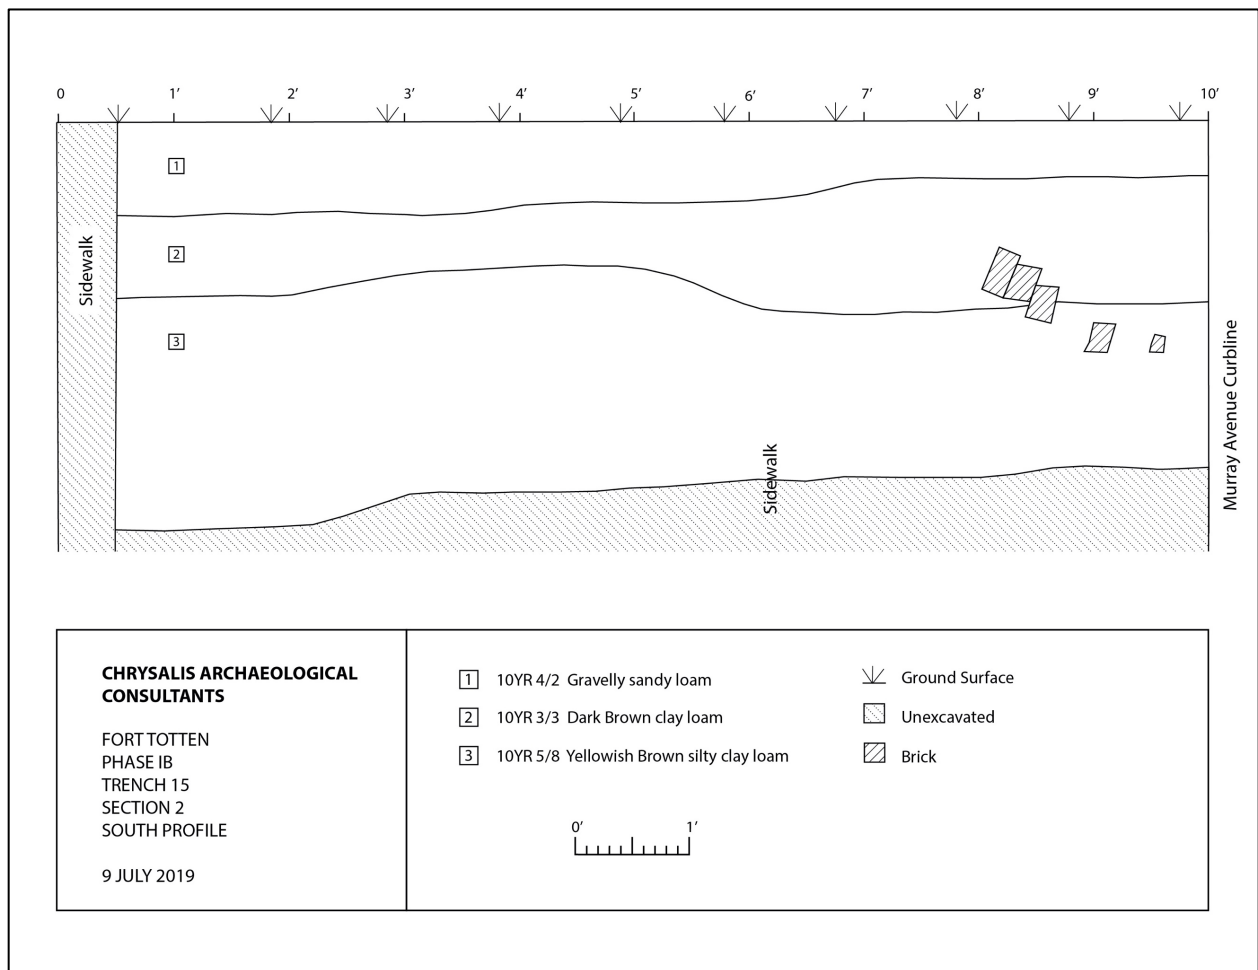 0 1′ 2′ 3′ 4′ 5′ 6′ 7′ 8′ 9′ 10′
1
2
3
Sidewalk
Sidewalk
Murray Avenue Curbline
CHRYSALIS ARCHAEOLOGICAL
CONSULTANTS
FORT TOTTEN
PHASE IB
TRENCH 15
SECTION 2
SOUTH PROFILE
9 JULY 2019
1 10YR 4/2 Gravelly sandy loam
2 10YR 3/3 Dark Brown clay loam
3 10YR 5/8 Yellowish Brown silty clay loam
Ground Surface
Unexcavated
Brick
0′ 1′